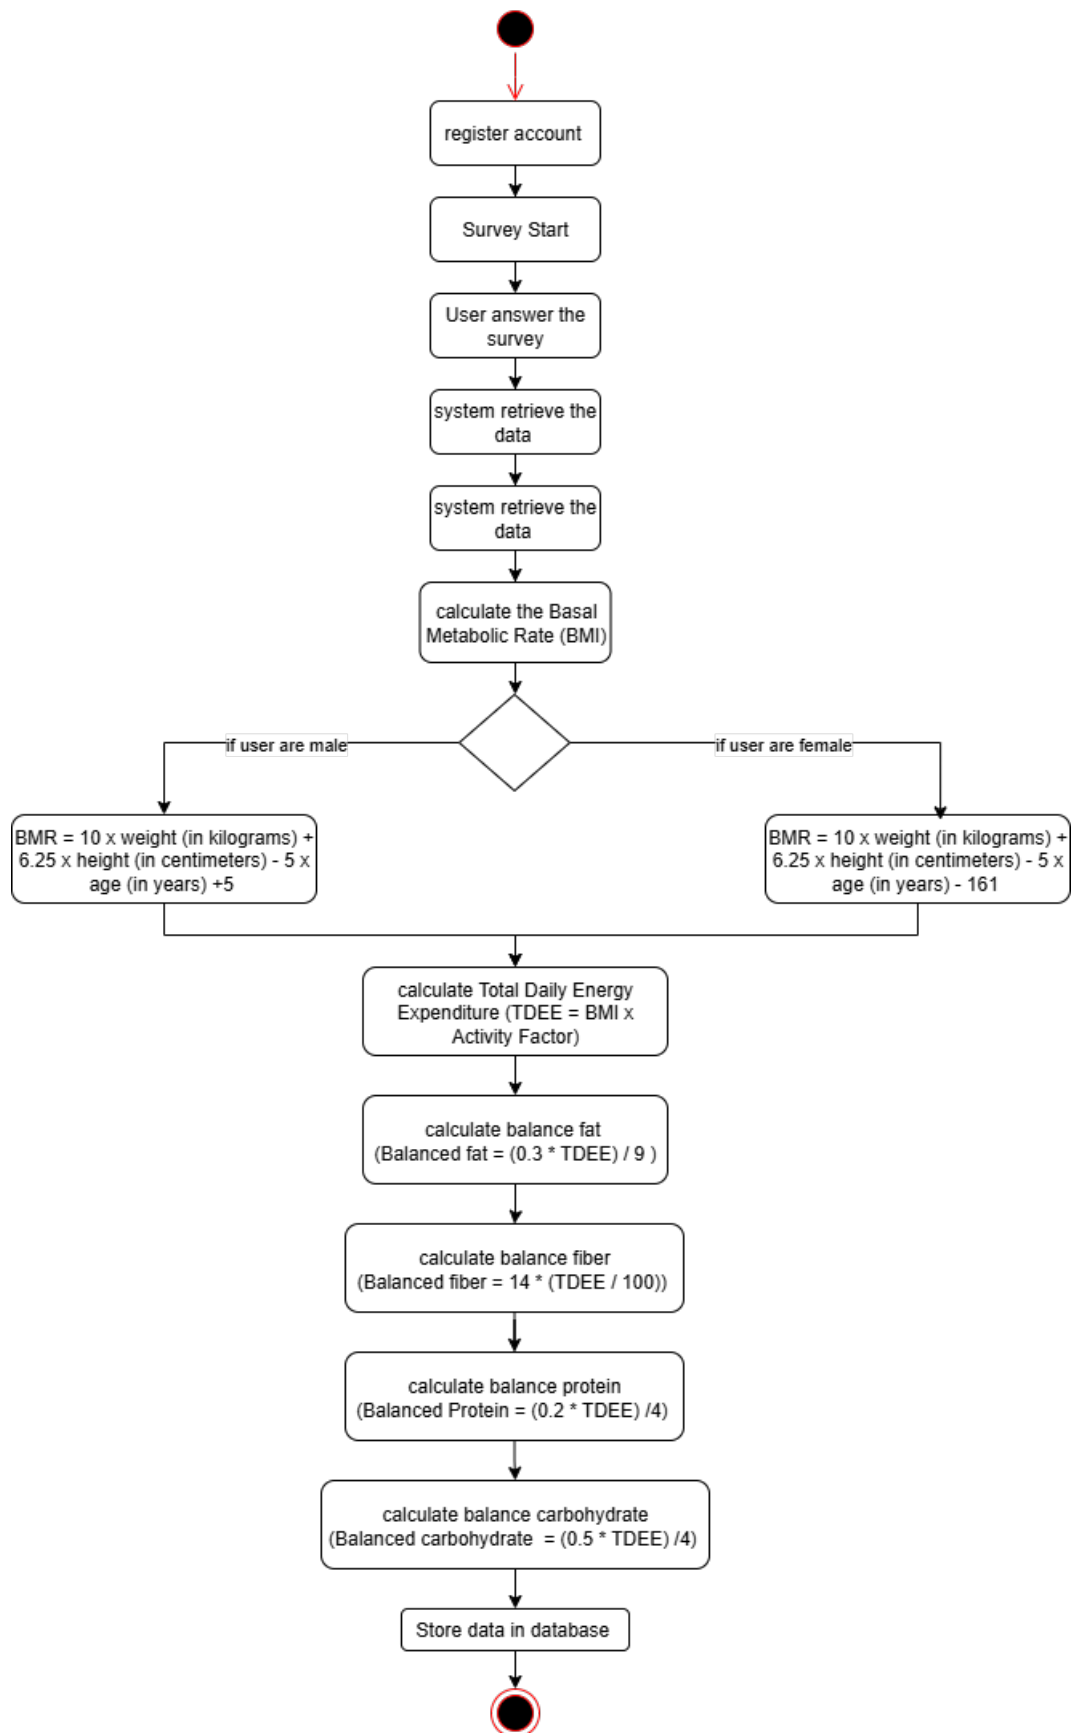 register account
Survey Start
User answer the
survey
system retrieve the
data
system retrieve the
data
calculate the Basal
Metabolic Rate (BMI)
if user are male
if user are female
BMR = 10 x weight (in kilograms) +
6.25 x height (in centimeters) - 5 x
age (in years) +5
BMR = 10 x weight (in kilograms) +
6.25 x height (in centimeters) - 5 x
age (in years) - 161
calculate Total Daily Energy
Expenditure (TDEE = BMI x
Activity Factor)
calculate balance fat
(Balanced fat = (0.3 * TDEE) / 9 )
calculate balance fiber
(Balanced fiber = 14 * (TDEE / 100))
calculate balance protein
(Balanced Protein = (0.2 * TDEE) /4)
calculate balance carbohydrate
(Balanced carbohydrate  = (0.5 * TDEE) /4)
Store data in database